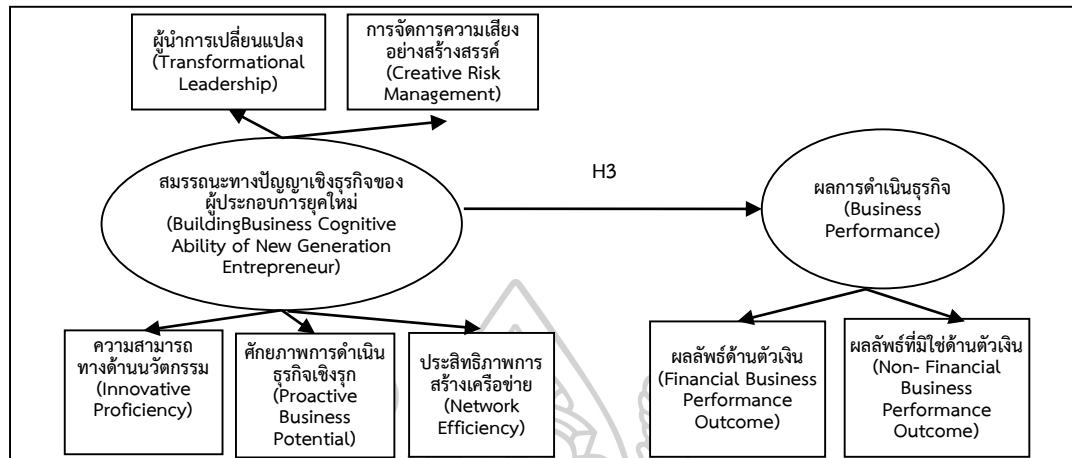 ผู้นำการเปลี่ยนแปลง
(Transformational
Leadership)
การจัดการความเสี่ยง
อย่างสร้างสรรค์
(Creative Risk
Management)
สมรรถนะทางปัญญาเชิงธุรกิจของ
ผู้ประกอบการยุคใหม่
(BuildingBusiness Cognitive
Ability of New Generation
Entrepreneur)
H3
ผลการดำเนินธุรกิจ
(Business
Performance)
ความสามารถ
ทางด้านนวัตกรรม
(Innovative
Proficiency)
ศักยภาพการดำเนิน
ธุรกิจเชิงรุก
(Proactive
Business
Potential)
ประสิทธิภาพการ
สร้างเครือข่าย
(Network
Efficiency)
ผลลัพธ์ด้านตัวเงิน
(Financial Business
Performance
Outcome)
ผลลัพธ์ที่มิใช่ด้านตัวเงิน
(Non- Financial
Business
Performance
Outcome)